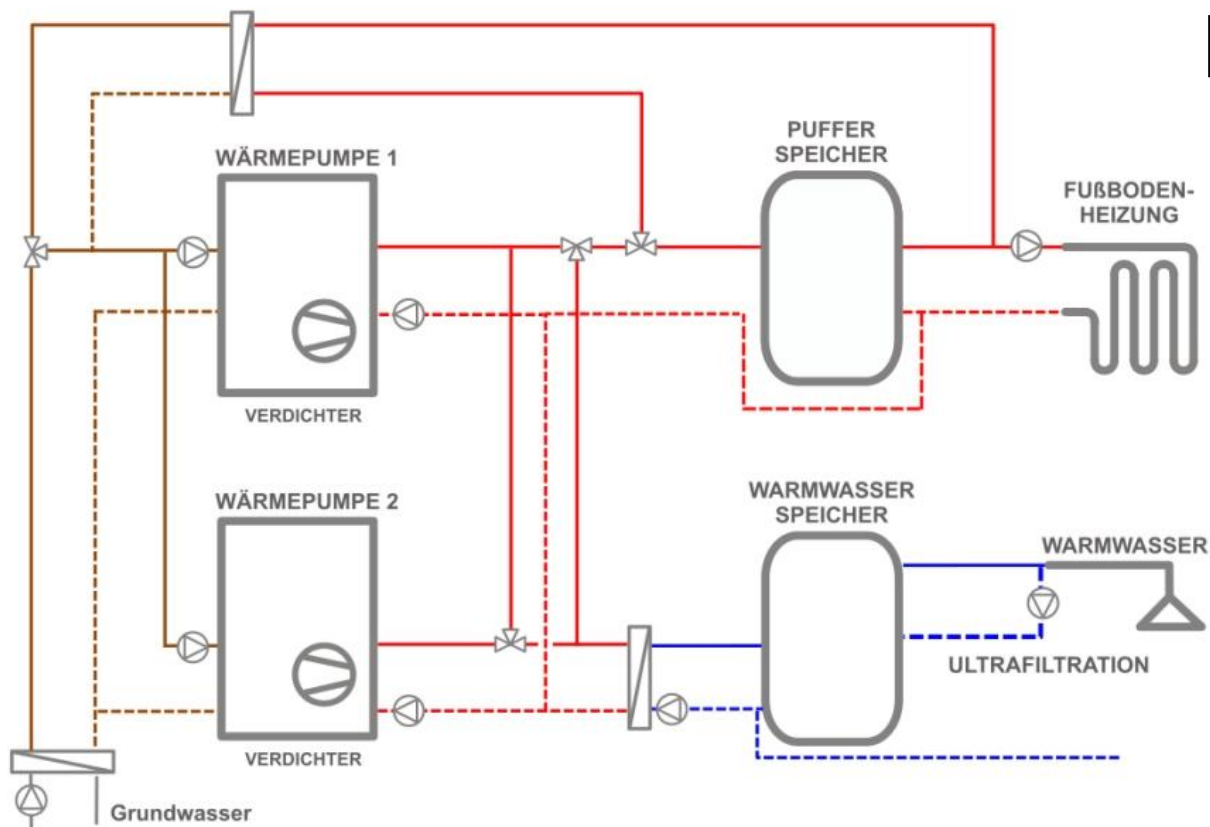 PUFFER
SPEICHER
WÄRMEPUMPE 1
FUßBODEN-
HEIZUNG
VERDICHTER
WÄRMEPUMPE 2
WARMWASSER
SPEICHER
WARMWASSER
ULTRAFILTRATION
VERDICHTER
Grundwasser